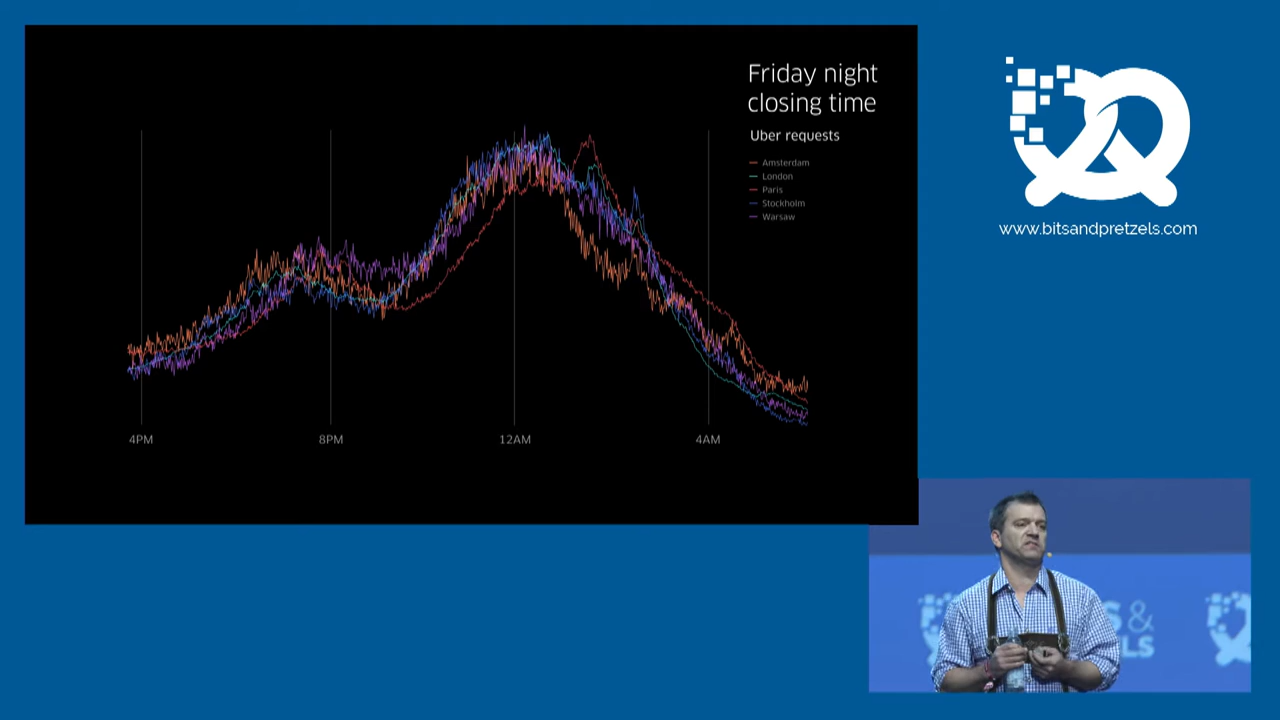 Friday night
closing time
Uber requests
Amsterdam
London
Paris
Stockholm
Warsaw
4PM
8PM
12AM
4AM
www.bitsandpretzels.com
&